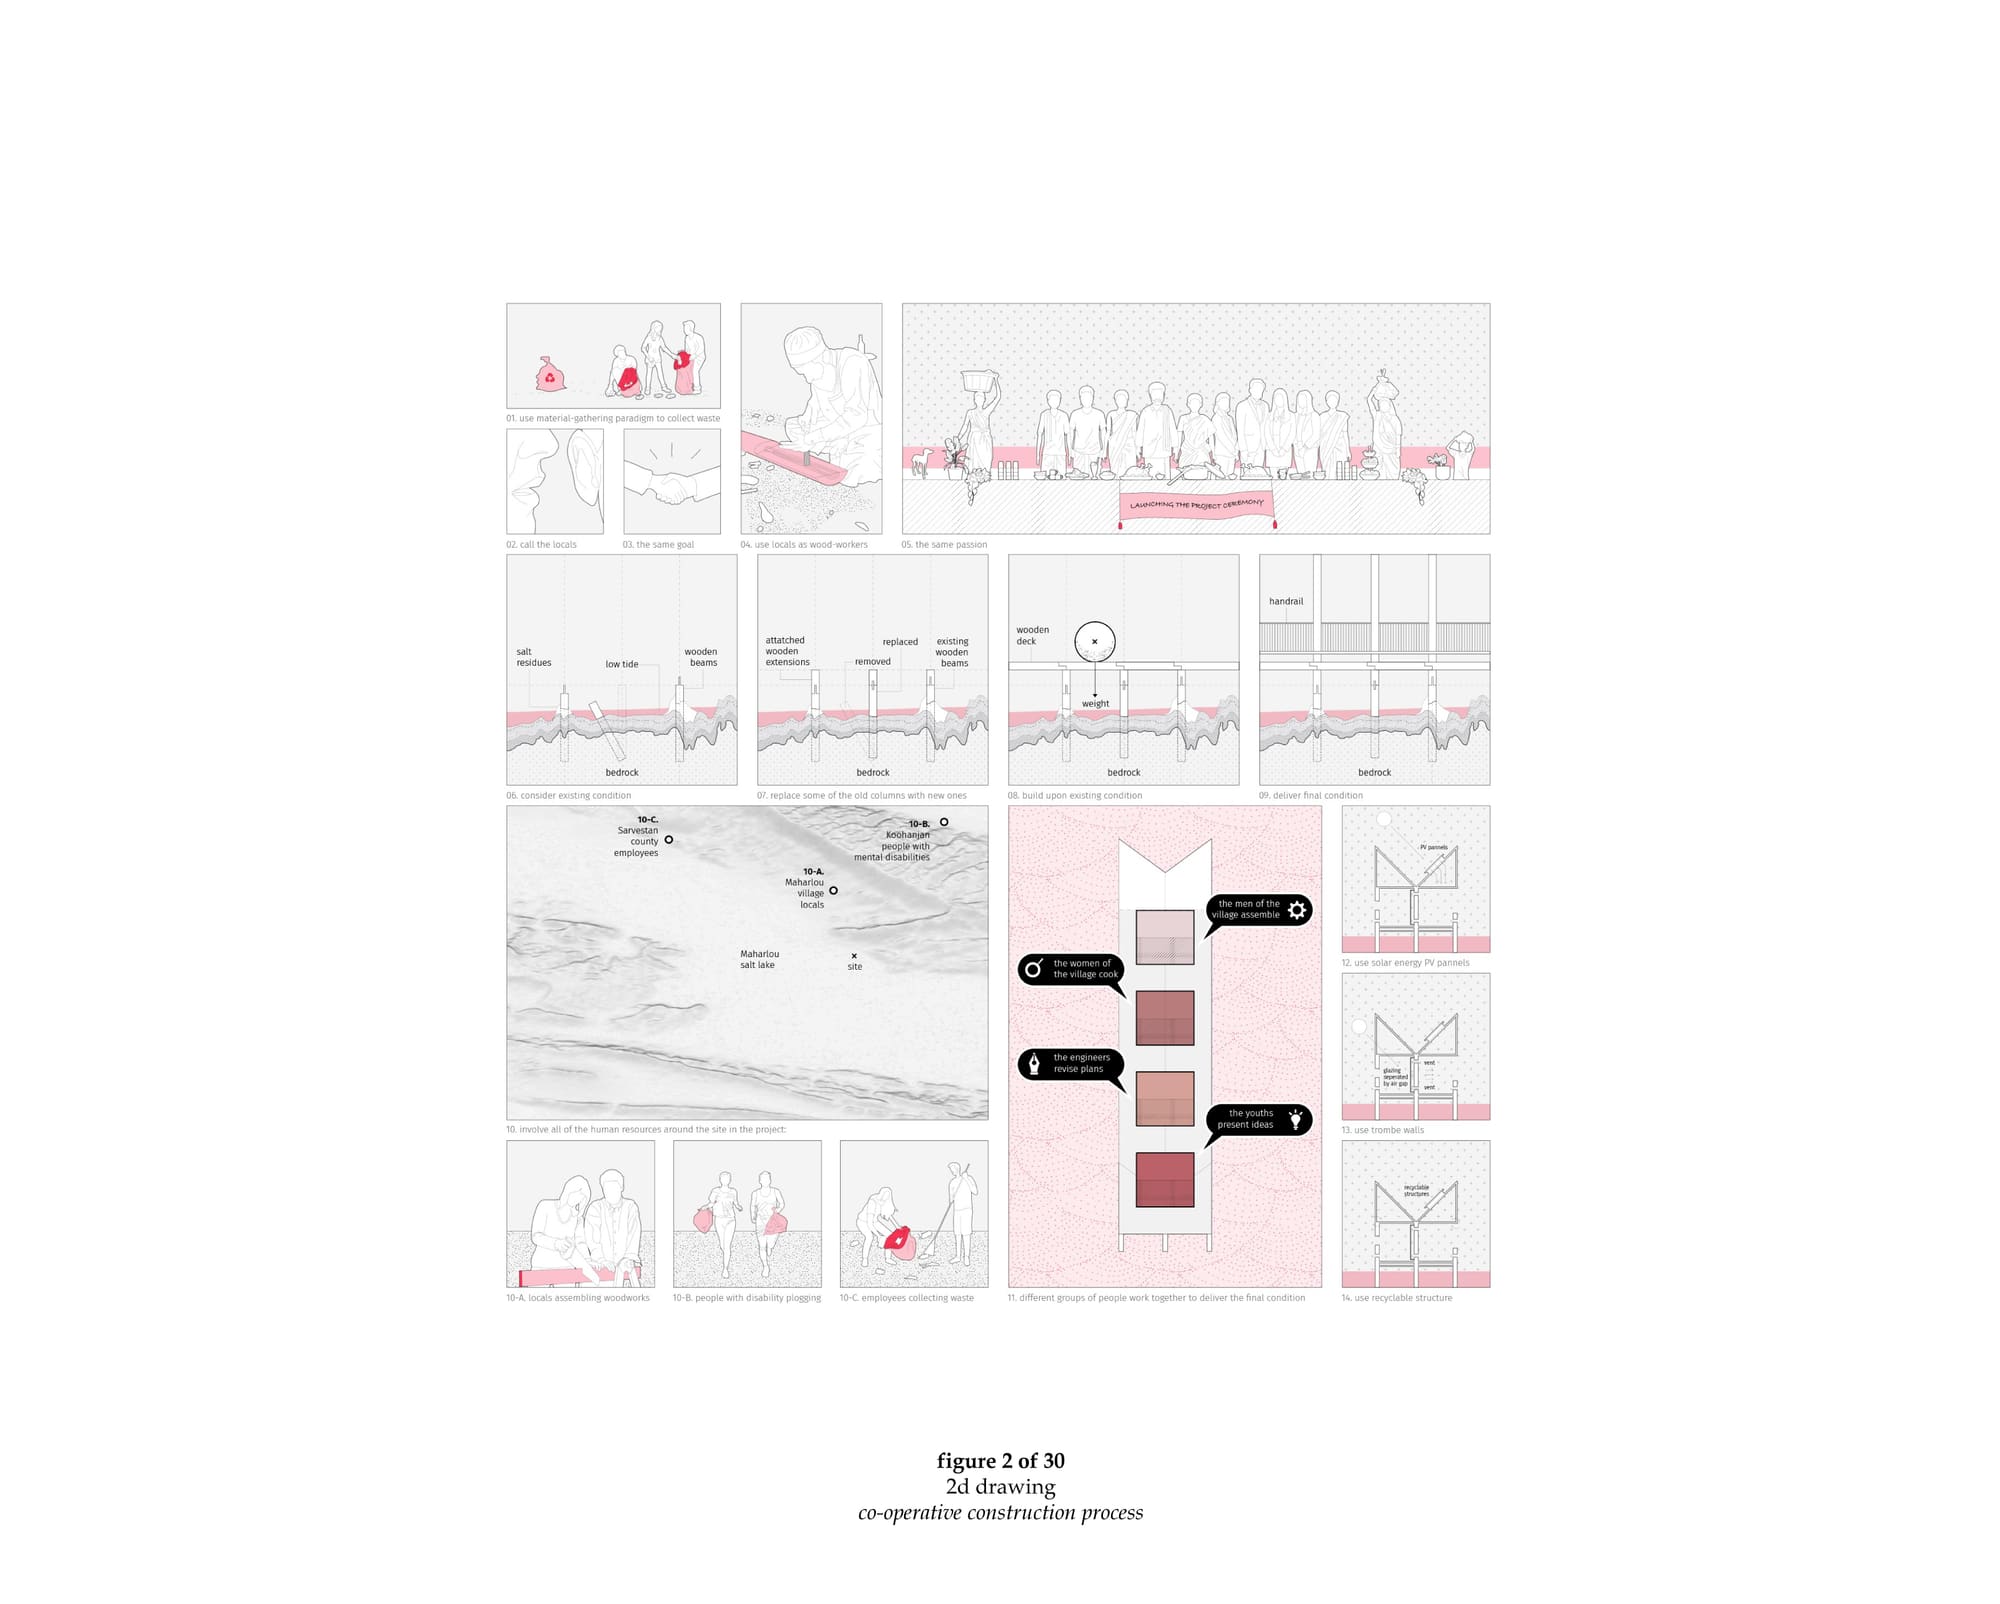 01. use material-gathering paradigm to collect waste
02. call the locals
03. the same goal
04. use locals as wood-workers
LAUNCHING THE PROJECT CEREMONY
05. the same passion
salt
residues
low tide
wooden
beams
bedrock
06. consider existing condition
attatched
wooden
extensions
replaced
removed
existing
wooden
beams
bedrock
07. replace some of the old columns with new ones
wooden
deck
weight
bedrock
08. build upon existing condition
handrail
bedrock
09. deliver final condition
10-C.
Sarvestan
county
employees
10-B.
Koohanjan
people with
mental disabilities
10-A.
Maharlou
village
locals
Maharlou
salt lake
site
10. involve all of the human resources around the site in the project:
10-A. locals assembling woodworks
10-B. people with disability plogging
10-C. employees collecting waste
the men of the
village assemble
the women of
the village cook
the engineers
revise plans
the youths
present ideas
11. different groups of people work together to deliver the final condition
PV pannels
12. use solar energy PV pannels
glazing
seperated
by air gap
vent
vent
13. use trombe walls
recyclable
structures
14. use recyclable structure
figure 2 of 30
2d drawing
co-operative construction process